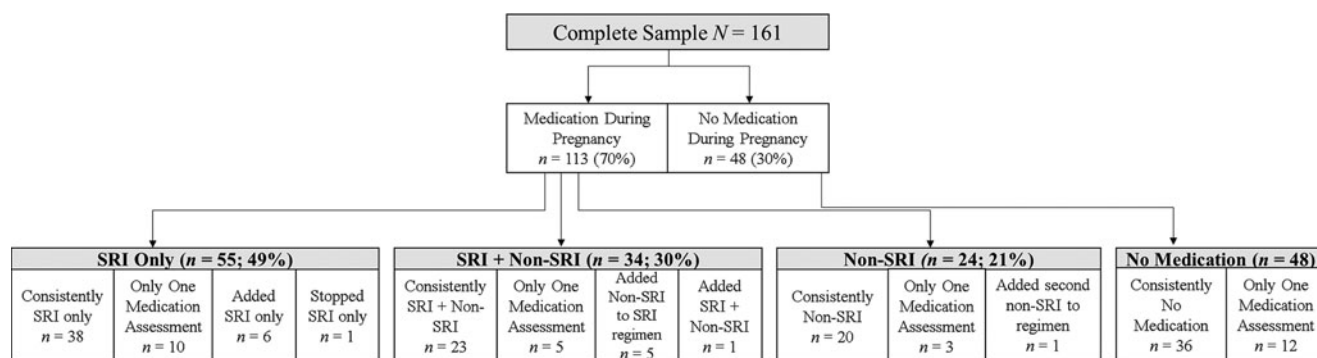 Complete Sample N = 161
Medication During
Pregnancy
n = 113 (70%)
No Medication
During Pregnancy
n = 48 (30%)
SRI Only (n = 55; 49%)
Consistently
SRI only
n = 38
Only One
Medication
Assessment
n = 10
Added
SRI only
n = 6
Stopped
SRI only
n = 1
SRI + Non-SRI (n = 34; 30%)
Consistently
SRI + Non-
SRI
n = 23
Only One
Medication
Assessment
n = 5
Added
Non-SRI
to SRI
regimen
n = 5
Added
SRI +
Non-SRI
n = 1
Non-SRI (n = 24; 21%)
Consistently
Non-SRI
n = 20
Only One
Medication
Assessment
n = 3
Added second
non-SRI to
regimen
n = 1
No Medication (n = 48)
Consistently
No
Medication
n = 36
Only One
Medication
Assessment
n = 12